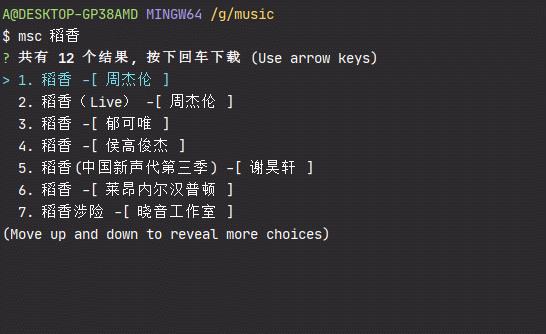 A@DESKTOP-GP38AMD MINGW64 /g/music
$ msc 稻香
? 共有 12 个结果, 按下回车下载 (Use arrow keys)
> 1. 稻香 -[ 周杰伦 ]
2. 稻香（Live） -[ 周杰伦 ]
3. 稻香 -[ 郁可唯 ]
4. 稻香 -[ 侯高俊杰 ]
5. 稻香(中国新声代第三季) -[ 谢昊轩 ]
6. 稻香 -[ 莱昂内尔汉普顿 ]
7. 稻香涉险 -[ 晓音工作室 ]
(Move up and down to reveal more choices)